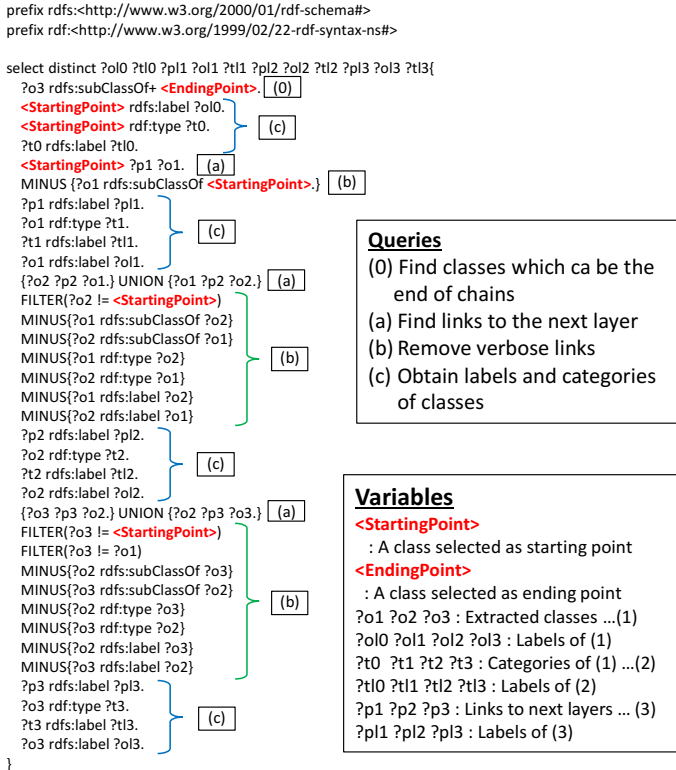 prefix rdfs:<http://www.w3.org/2000/01/rdf-schema#>
prefix rdf:<http://www.w3.org/1999/02/22-rdf-syntax-ns#>
select distinct ?ol0 ?tl0 ?pl1 ?ol1 ?tl1 ?pl2 ?ol2 ?tl2 ?pl3 ?ol3 ?tl3{
?o3 rdfs:subClassOf+ <EndingPoint>. (0)
<StartingPoint> rdfs:label ?ol0.
<StartingPoint> rdf:type ?t0. (c)
?t0 rdfs:label ?tl0.
<StartingPoint> ?p1 ?o1. (a)
MINUS {?o1 rdfs:subClassOf <StartingPoint>.} (b)
?p1 rdfs:label ?pl1.
?o1 rdf:type ?t1. (c)
?t1 rdfs:label ?tl1.
?o1 rdfs:label ?ol1.
{?o2 ?p2 ?o1.} UNION {?o1 ?p2 ?o2.} (a)
FILTER(?o2 != <StartingPoint>)
MINUS{?o1 rdfs:subClassOf ?o2}
MINUS{?o2 rdfs:subClassOf ?o1}
MINUS{?o1 rdf:type ?o2} (b)
MINUS{?o2 rdf:type ?o1}
MINUS{?o1 rdfs:label ?o2}
MINUS{?o2 rdfs:label ?o1}
?p2 rdfs:label ?pl2.
?o2 rdf:type ?t2. (c)
?t2 rdfs:label ?tl2.
?o2 rdfs:label ?ol2.
{?o3 ?p3 ?o2.} UNION {?o2 ?p3 ?o3.} (a)
FILTER(?o3 != <StartingPoint>)
FILTER(?o3 != ?o1)
MINUS{?o2 rdfs:subClassOf ?o3}
MINUS{?o3 rdfs:subClassOf ?o2}
MINUS{?o2 rdf:type ?o3} (b)
MINUS{?o3 rdf:type ?o2}
MINUS{?o2 rdfs:label ?o3}
MINUS{?o3 rdfs:label ?o2}
?p3 rdfs:label ?pl3.
?o3 rdf:type ?t3. (c)
?t3 rdfs:label ?tl3.
?o3 rdfs:label ?ol3.
}
Queries
(0) Find classes which ca be the
end of chains
(a) Find links to the next layer
(b) Remove verbose links
(c) Obtain labels and categories
of classes
Variables
<StartingPoint>
: A class selected as starting point
<EndingPoint>
: A class selected as ending point
?o1 ?o2 ?o3 : Extracted classes ...(1)
?ol0 ?ol1 ?ol2 ?ol3 : Labels of (1)
?t0 ?t1 ?t2 ?t3 : Categories of (1) ...(2)
?tl0 ?tl1 ?tl2 ?tl3 : Labels of (2)
?p1 ?p2 ?p3 : Links to next layers ... (3)
?pl1 ?pl2 ?pl3 : Labels of (3)